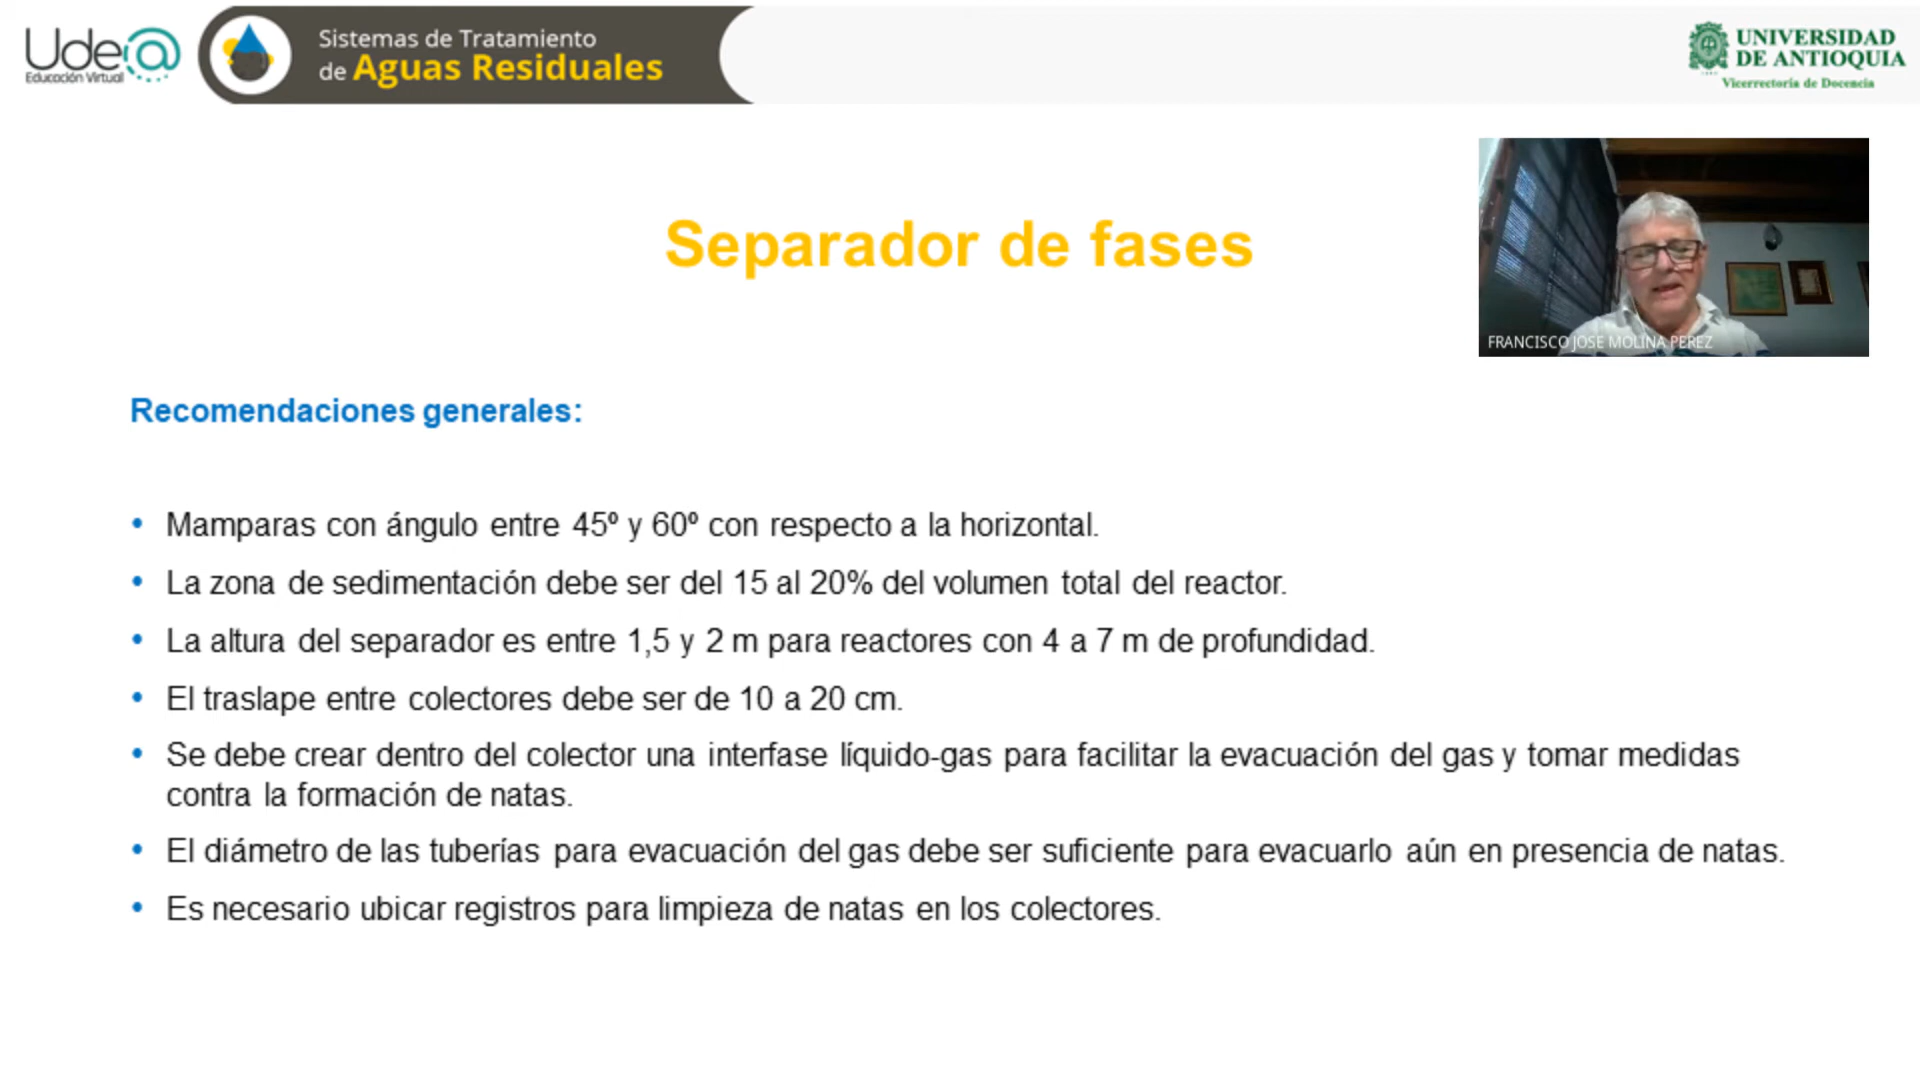 Ude@
Educación Virtual
Sistemas de Tratamiento
de Aguas Residuales
UNIVERSIDAD
DE ANTIOQUIA
Vicerrectoría de Docencia
Separador de fases
FRANCISCO JOSE MOLINA PEREZ
Recomendaciones generales:
• Mamparas con ángulo entre 45º y 60º con respecto a la horizontal.
• La zona de sedimentación debe ser del 15 al 20% del volumen total del reactor.
• La altura del separador es entre 1,5 y 2 m para reactores con 4 a 7 m de profundidad.
• El traslape entre colectores debe ser de 10 a 20 cm.
• Se debe crear dentro del colector una interfase líquido-gas para facilitar la evacuación del gas y tomar medidas
contra la formación de natas.
• El diámetro de las tuberías para evacuación del gas debe ser suficiente para evacuarlo aún en presencia de natas.
• Es necesario ubicar registros para limpieza de natas en los colectores.